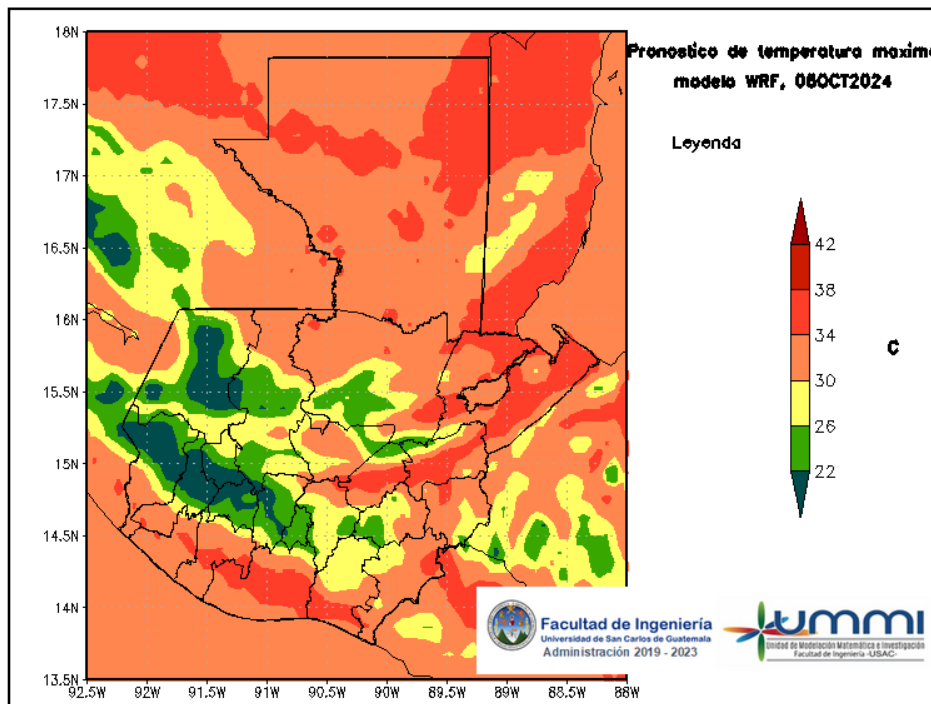 Pronostico de temperatura maxima
modelo WRF, 08OCT2024
Leyenda
42
38
34
30
26
22
C
18N
17.5N
17N
16.5N
16N
15.5N
15N
14.5N
14N
13.5N
92.5W 92W 91.5W 91W 90.5W 90W 89.5W 89W 88.5W 88W
Facultad de Ingeniería
Universidad de San Carlos de Guatemala
Administración 2019 - 2023
ummi
Unidad de Modelación Matemática e Investigación
Facultad de Ingeniería -USAC-